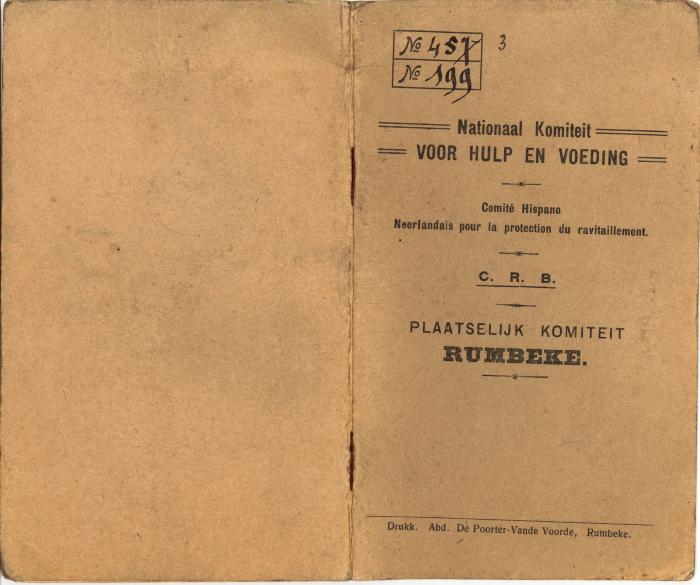 № 457 3
№ 199
Nationaal Komiteit
VOOR HULP EN VOEDING
Comité Hispano
Neerlandais pour la protection du ravitaillement.
C. R. B.
PLAATSELIJK KOMITEIT
RUMBEKE.
Drukk. Abd. De Poorter-Vande Voorde, Rumbeke.